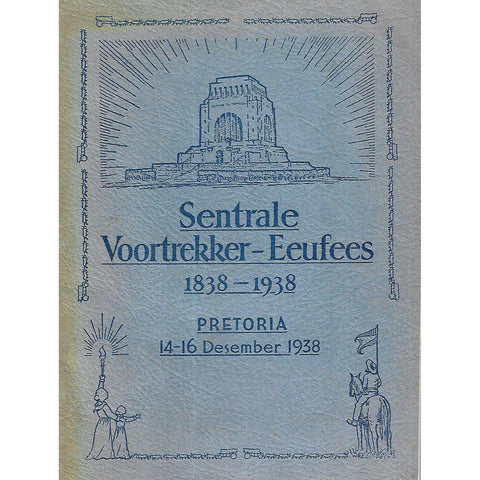 Sentrale
Voortrekker-Eeufees
1838-1938
PRETORIA
14-16 Desember 1938